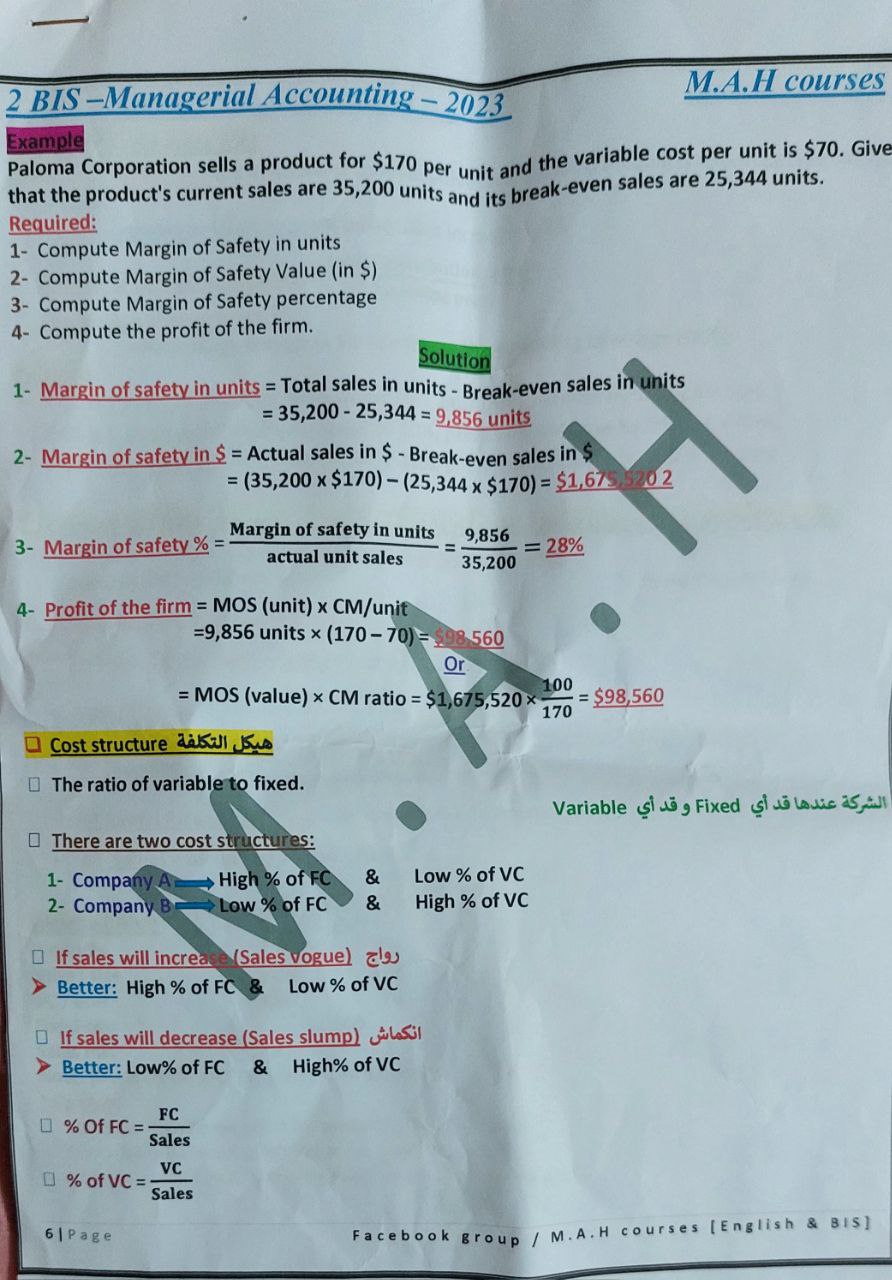 2 BIS –Managerial Accounting – 2023 M.A.H courses
Example
Paloma Corporation sells a product for $170 per unit and the variable cost per unit is $70. Give
that the product's current sales are 35,200 units and its break-even sales are 25,344 units.
Required:
1- Compute Margin of Safety in units
2- Compute Margin of Safety Value (in $)
3- Compute Margin of Safety percentage
4- Compute the profit of the firm.
Solution
1- Margin of safety in units = Total sales in units - Break-even sales in units
= 35,200 - 25,344 = 9,856 units
2- Margin of safety in $ = Actual sales in $ - Break-even sales in $
= (35,200 x $170) – (25,344 x $170) = $1,675,520 2
3- Margin of safety % = Margin of safety in units / actual unit sales = 9,856 / 35,200 = 28%
4- Profit of the firm = MOS (unit) x CM/unit
=9,856 units × (170 – 70) = $98,560
Or
= MOS (value) × CM ratio = $1,675,520 × 100 / 170 = $98,560
Cost structure هيكل التكلفة
The ratio of variable to fixed.
الشركة عندها قد أي Fixed و قد أي Variable
There are two cost structures:
1- Company A High % of FC & Low % of VC
2- Company B Low % of FC & High % of VC
If sales will increase (Sales vogue) رواج
Better: High % of FC & Low % of VC
If sales will decrease (Sales slump) انكماش
Better: Low% of FC & High% of VC
% Of FC = FC / Sales
% of VC = VC / Sales
6 | Page Facebook group / M.A.H courses [English & BIS]
M.A.H